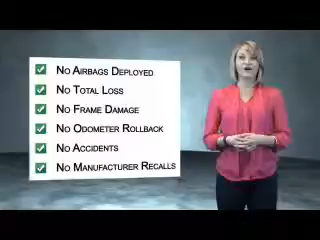 No Airbags Deployed
No Total Loss
No Frame Damage
No Odometer Rollback
No Accidents
No Manufacturer Recalls